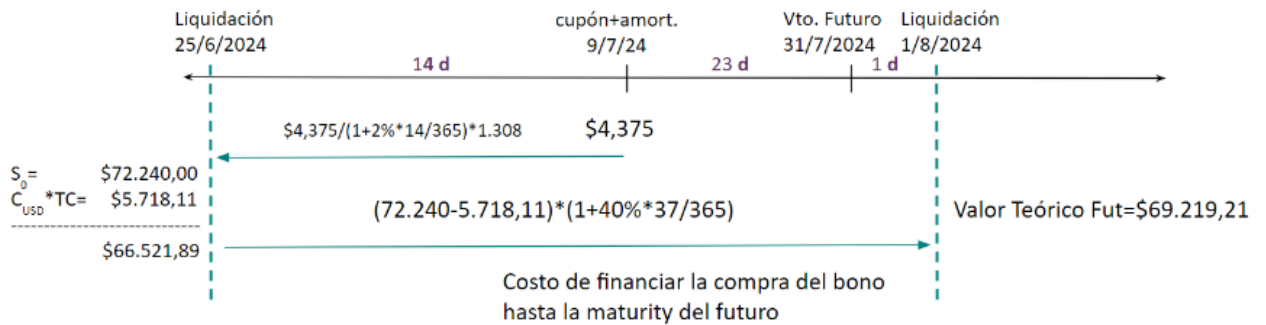 Liquidación
25/6/2024
cupón+amort.
9/7/24
Vto. Futuro
31/7/2024
Liquidación
1/8/2024
14 d
23 d
1 d
$4,375/(1+2%*14/365)*1.308
$4,375
S0= $72.240,00
CUSD*TC= $5.718,11
----------------------------
$66.521,89
(72.240-5.718,11)*(1+40%*37/365)
Valor Teórico Fut=$69.219,21
Costo de financiar la compra del bono
hasta la maturity del futuro